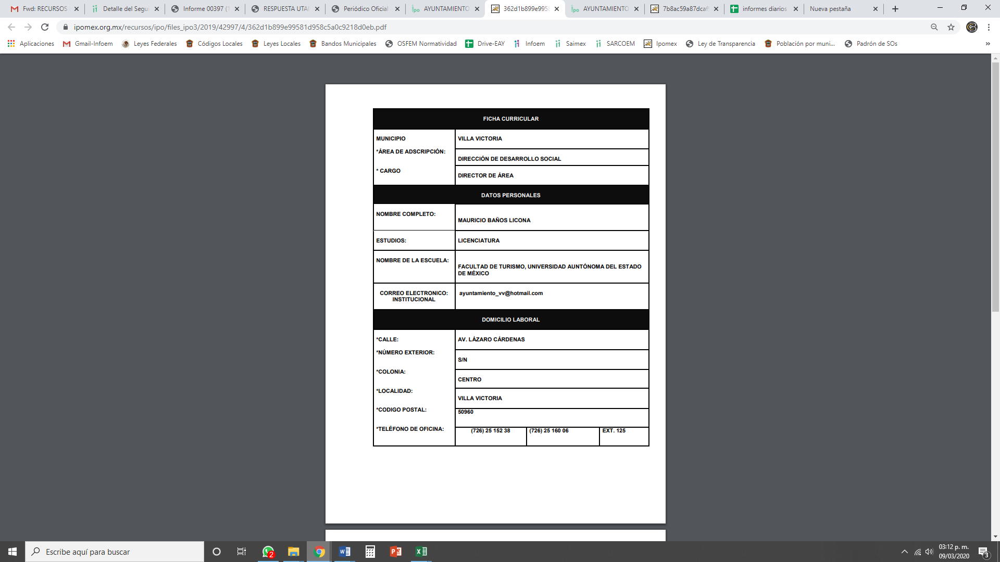 Fwd: RECURSOS
Detalle del Segui
Informe 00397 (1
RESPUESTA UTAI
Periódico Oficial
ipo AYUNTAMIENTO
362d1b899e9958
ipo AYUNTAMIENTO
7b8ac59a87dcaf5
informes diarios
Nueva pestaña
ipomex.org.mx/recursos/ipo/files_ipo3/2019/42997/4/362d1b899e99581d958c5a0c9218d0eb.pdf
Aplicaciones
Gmail-Infoem
Leyes Federales
Códigos Locales
Leyes Locales
Bandos Municipales
OSFEM Normatividad
Drive-EAY
Infoem
Saimex
SARCOEM
Ipomex
Ley de Transparencia
Población por muni...
Padrón de SOs
»
FICHA CURRICULAR
MUNICIPIO
VILLA VICTORIA
*ÁREA DE ADSCRIPCIÓN:
DIRECCIÓN DE DESARROLLO SOCIAL
* CARGO
DIRECTOR DE ÁREA
DATOS PERSONALES
NOMBRE COMPLETO:
MAURICIO BAÑOS LICONA
ESTUDIOS:
LICENCIATURA
NOMBRE DE LA ESCUELA:
FACULTAD DE TURISMO, UNIVERSIDAD AUNTÓNOMA DEL ESTADO
DE MÉXICO
CORREO ELECTRONICO:
INSTITUCIONAL
ayuntamiento_vv@hotmail.com
DOMICILIO LABORAL
*CALLE:
AV. LÁZARO CÁRDENAS
*NÚMERO EXTERIOR:
S/N
*COLONIA:
CENTRO
*LOCALIDAD:
VILLA VICTORIA
*CODIGO POSTAL:
50960
*TELÉFONO DE OFICINA:
(726) 25 152 38
(726) 25 160 06
EXT. 125
Escribe aquí para buscar
2
03:12 p. m.
09/03/2020
3